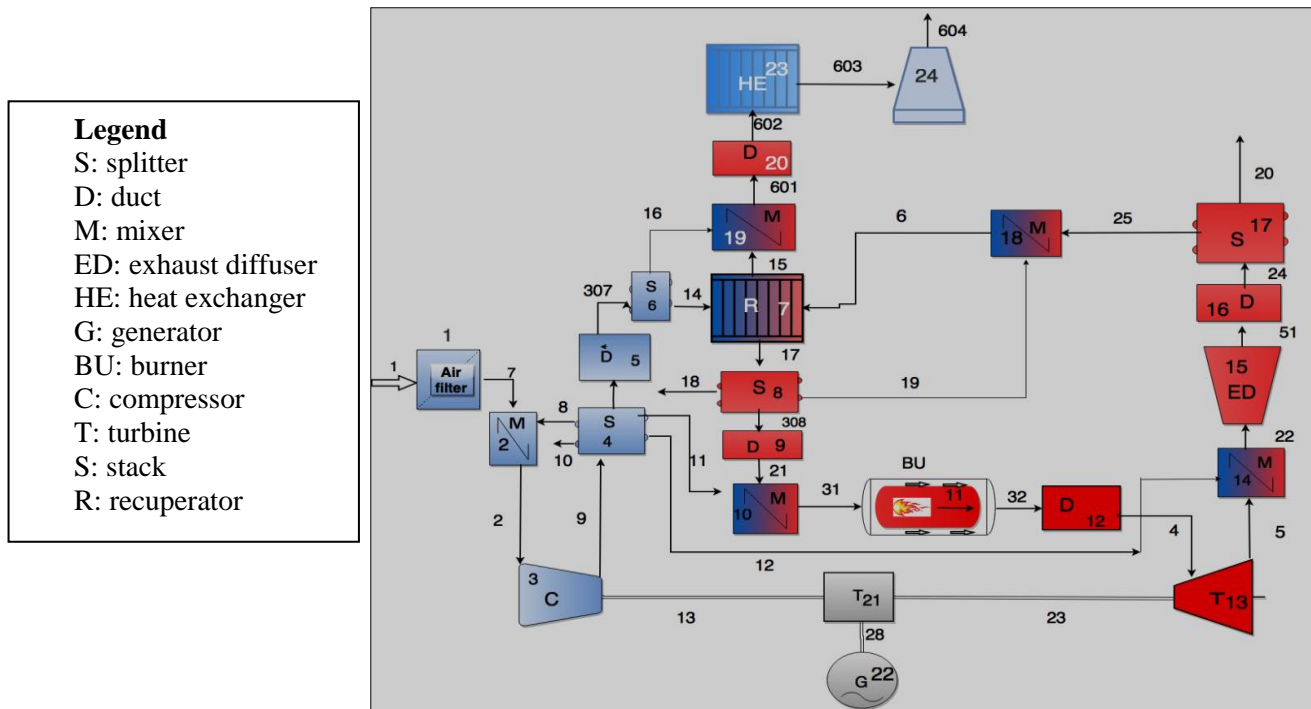 Legend
S: splitter
D: duct
M: mixer
ED: exhaust diffuser
HE: heat exchanger
G: generator
BU: burner
C: compressor
T: turbine
S: stack
R: recuperator
604
23
HE
603
24
602
D
20
601
16
M
19
6
M
18
25
20
17
S
24
15
307
S
6
14
R
7
16
D
51
D
5
17
15
ED
1
1
Air
filter
7
18
S
8
19
8
S
4
308
D
9
22
M
2
10
11
21
BU
M
14
M
10
31
11
32
D
12
2
9
12
4
5
3
C
T21
T13
13
23
28
G
22